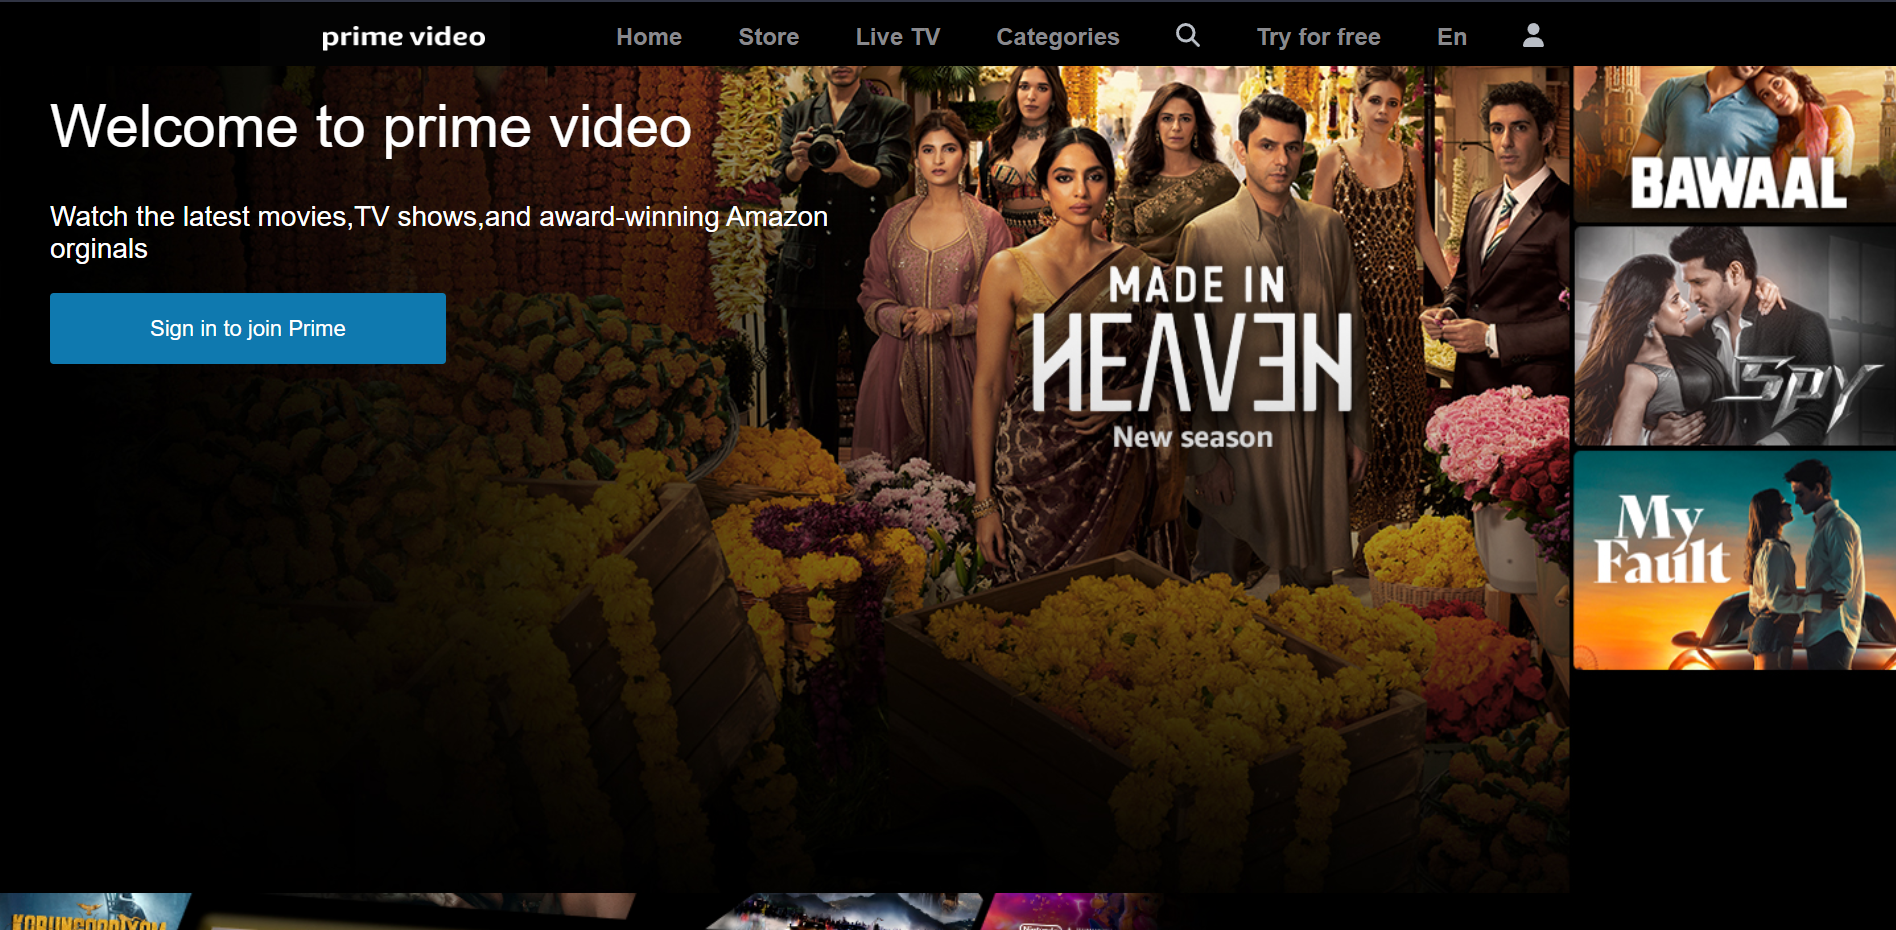 prime video
Home
Store
Live TV
Categories
Try for free
En
Welcome to prime video
Watch the latest movies,TV shows,and award-winning Amazon
orginals
Sign in to join Prime
MADE IN
HEAVEN
New season
BAWAAL
SPY
My
Fault